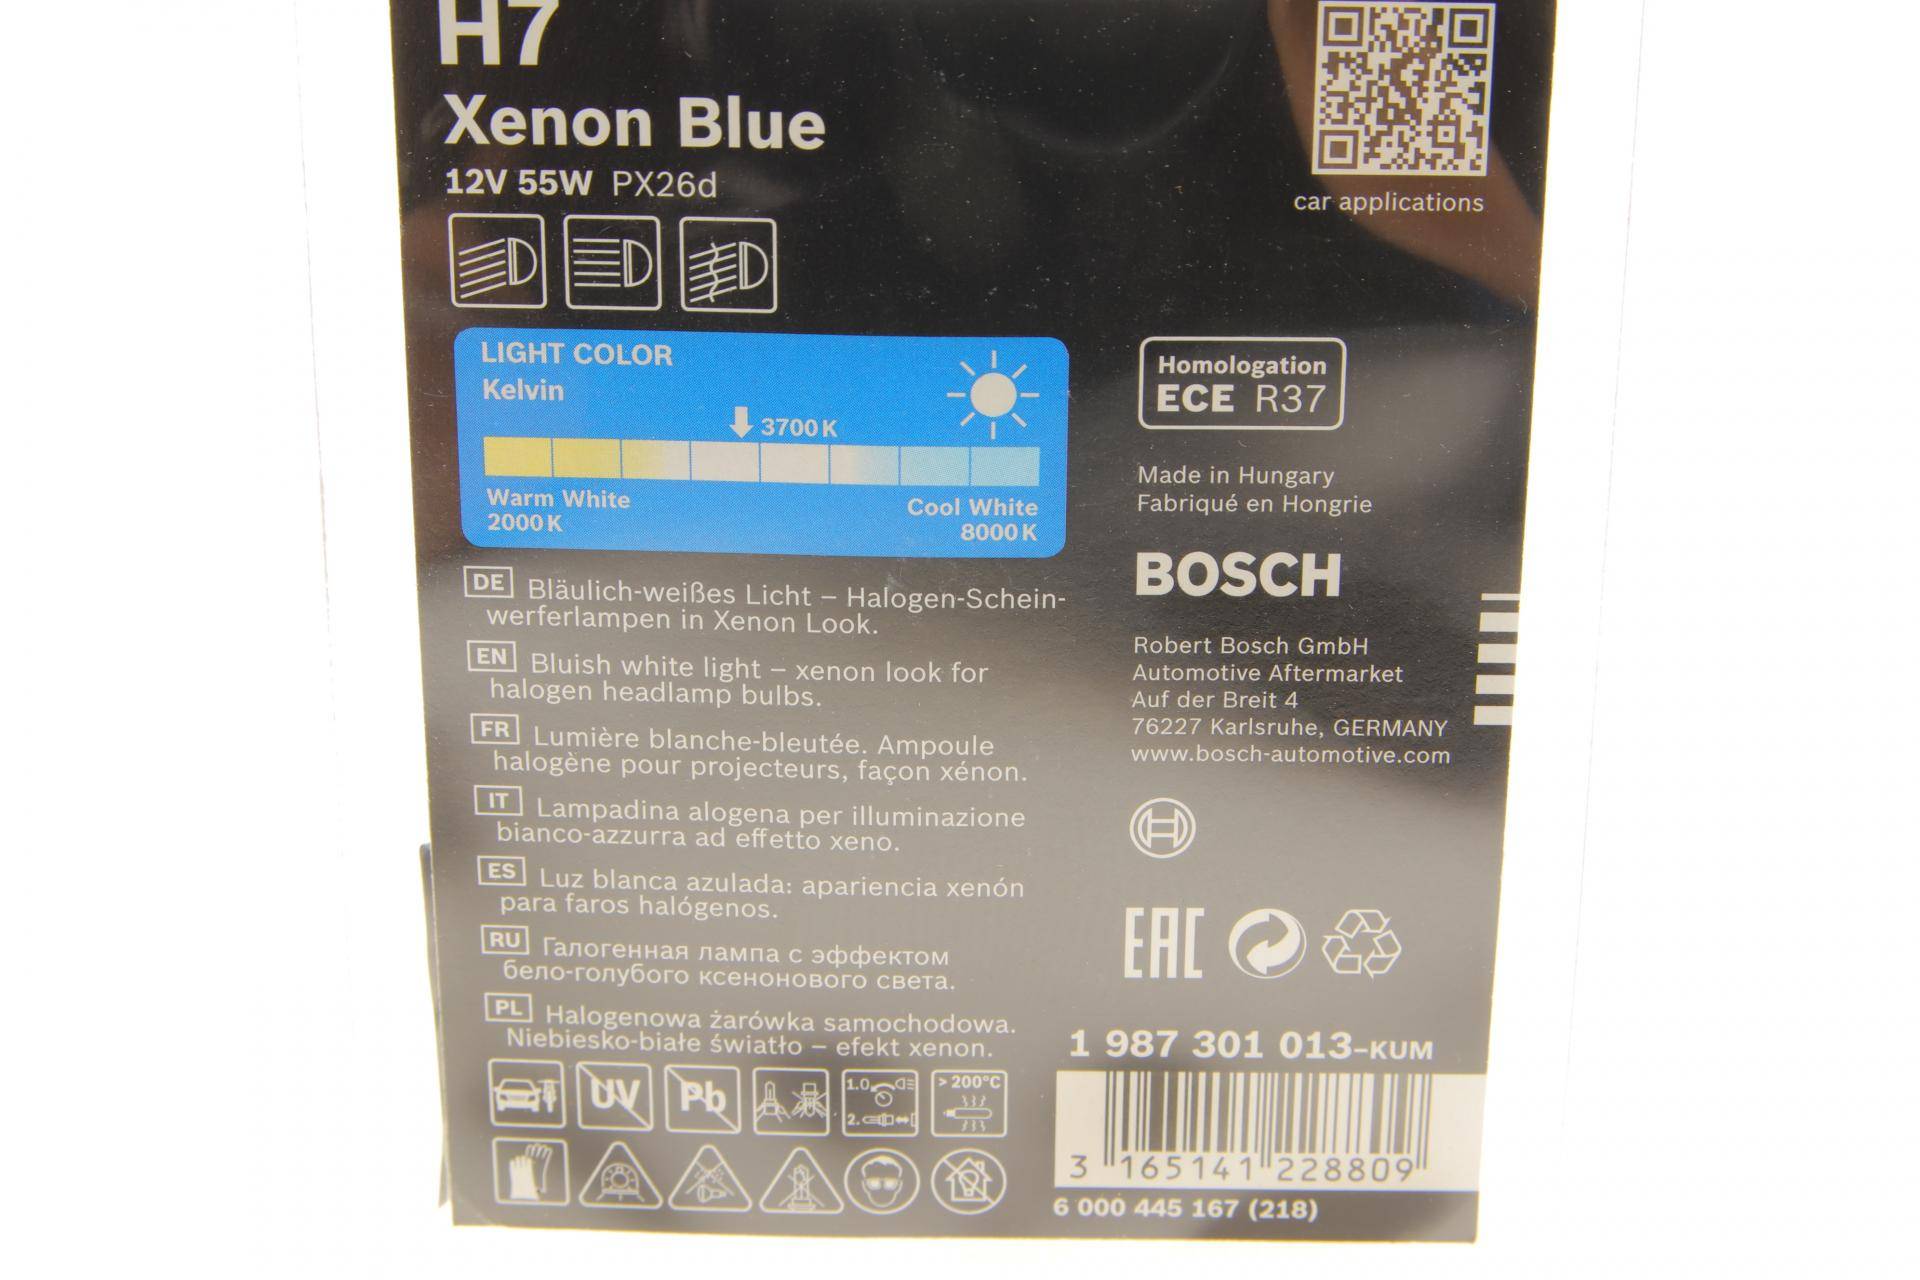 H7
Xenon Blue
12V 55W PX26d
car applications
LIGHT COLOR
Kelvin
3700 K
Warm White
2000 K
Cool White
8000 K
Homologation
ECE R37
Made in Hungary
Fabriqué en Hongrie
BOSCH
Robert Bosch GmbH
Automotive Aftermarket
Auf der Breit 4
76227 Karlsruhe, GERMANY
www.bosch-automotive.com
DE Bläulich-weißes Licht – Halogen-Schein-
werferlampen in Xenon Look.
EN Bluish white light – xenon look for
halogen headlamp bulbs.
FR Lumière blanche-bleutée. Ampoule
halogène pour projecteurs, façon xénon.
IT Lampadina alogena per illuminazione
bianco-azzurra ad effetto xeno.
ES Luz blanca azulada: apariencia xenón
para faros halógenos.
RU Галогенная лампа с эффектом
бело-голубого ксенонового света.
PL Halogenowa żarówka samochodowa.
Niebiesko-białe światło – efekt xenon.
UV
Pb
1.0
2.
> 200°C
EAC
1 987 301 013-KUM
3 165141 228809
6 000 445 167 (218)